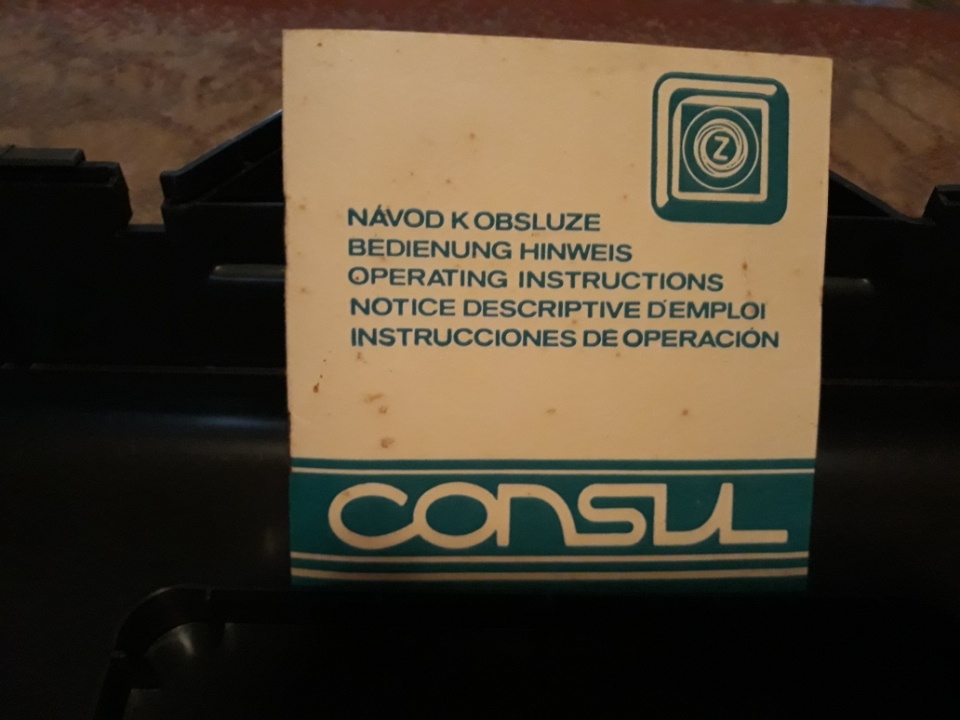 Z
NÁVOD K OBSLUZE
BEDIENUNG HINWEIS
OPERATING INSTRUCTIONS
NOTICE DESCRIPTIVE D'EMPLOI
INSTRUCCIONES DE OPERACIÓN
CONSUL